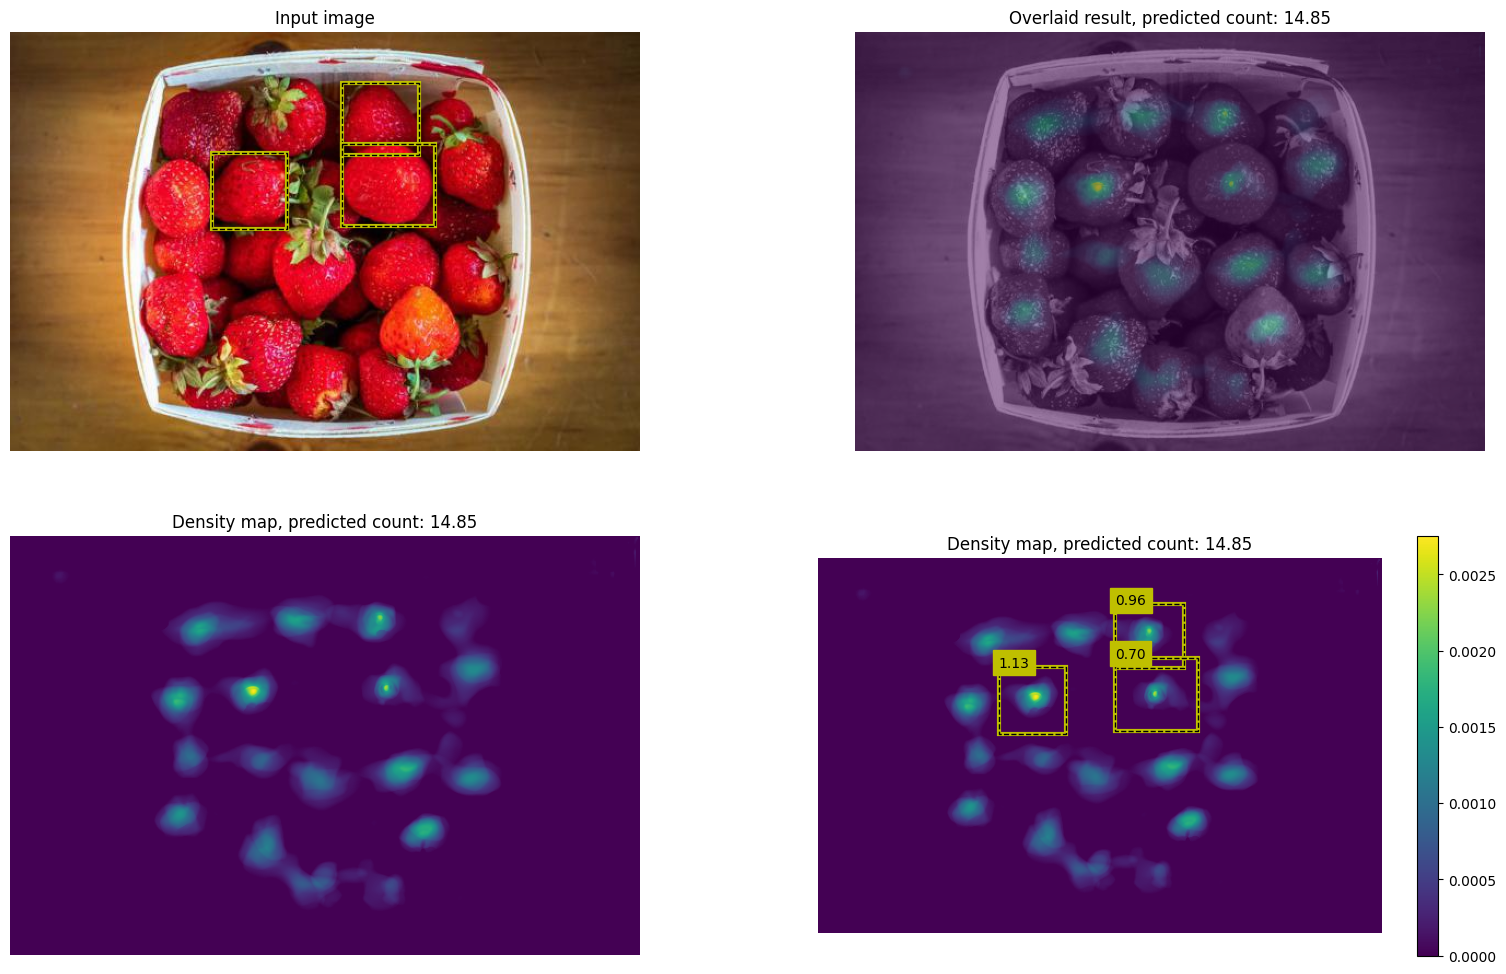 Input image
Overlaid result, predicted count: 14.85
Density map, predicted count: 14.85
Density map, predicted count: 14.85
0.96
0.70
1.13
0.0025
0.0020
0.0015
0.0010
0.0005
0.0000